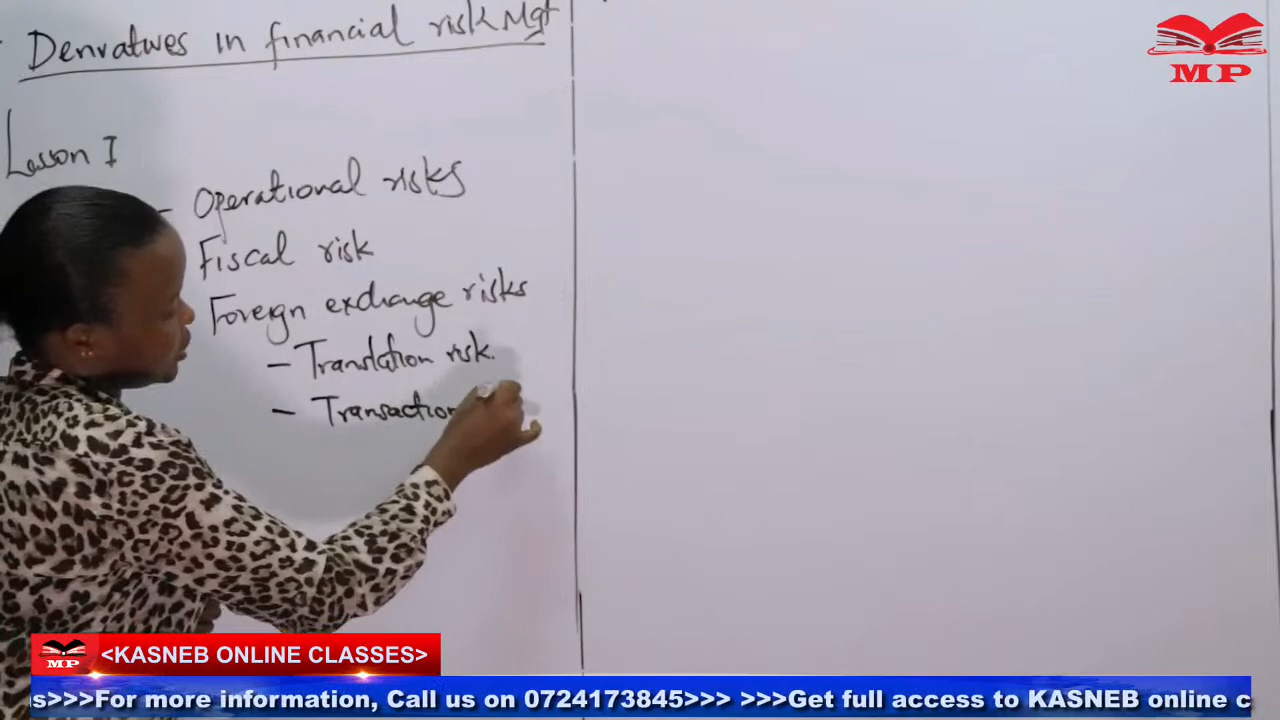 Derivatives in financial risk Mgt
Lesson I
- Operational risks
Fiscal risk
Foreign exchange risks
- Translation risk.
- Transaction
MP
MP
<KASNEB ONLINE CLASSES>
s>>>For more information, Call us on 0724173845>>> >>>Get full access to KASNEB online c